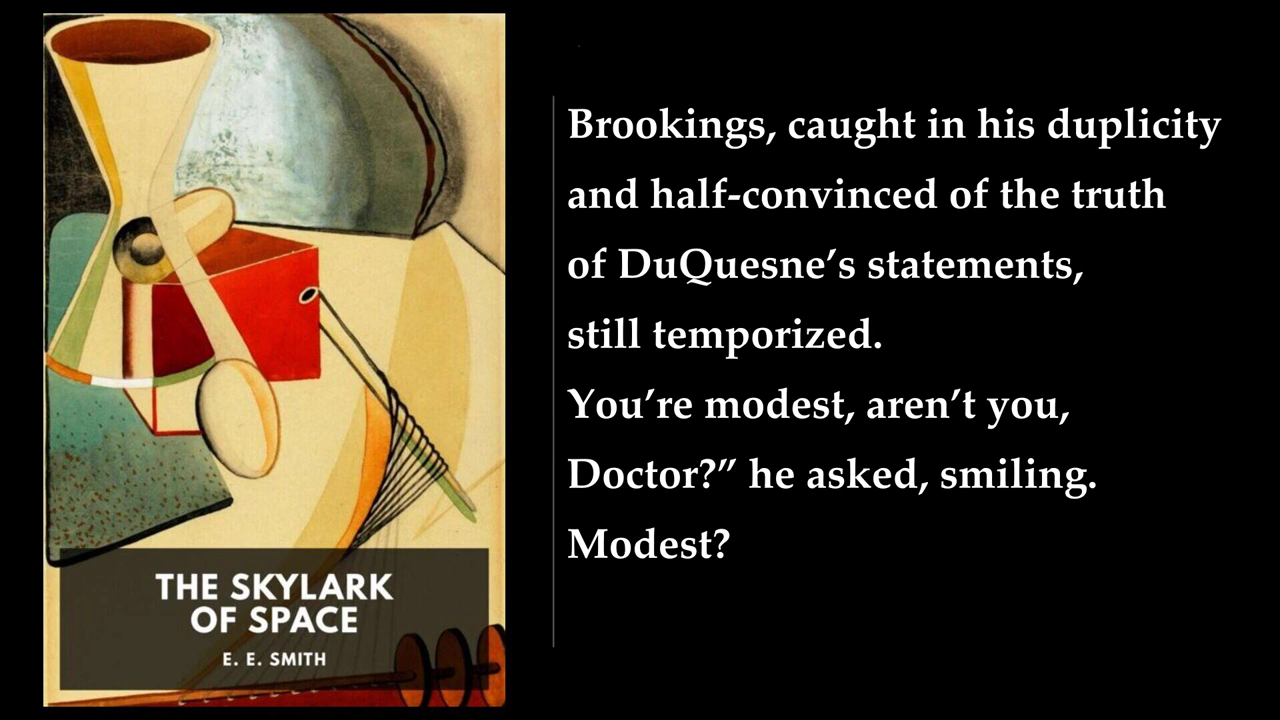 THE SKYLARK
OF SPACE
E. E. SMITH
Brookings, caught in his duplicity
and half-convinced of the truth
of DuQuesne’s statements,
still temporized.
You’re modest, aren’t you,
Doctor?” he asked, smiling.
Modest?